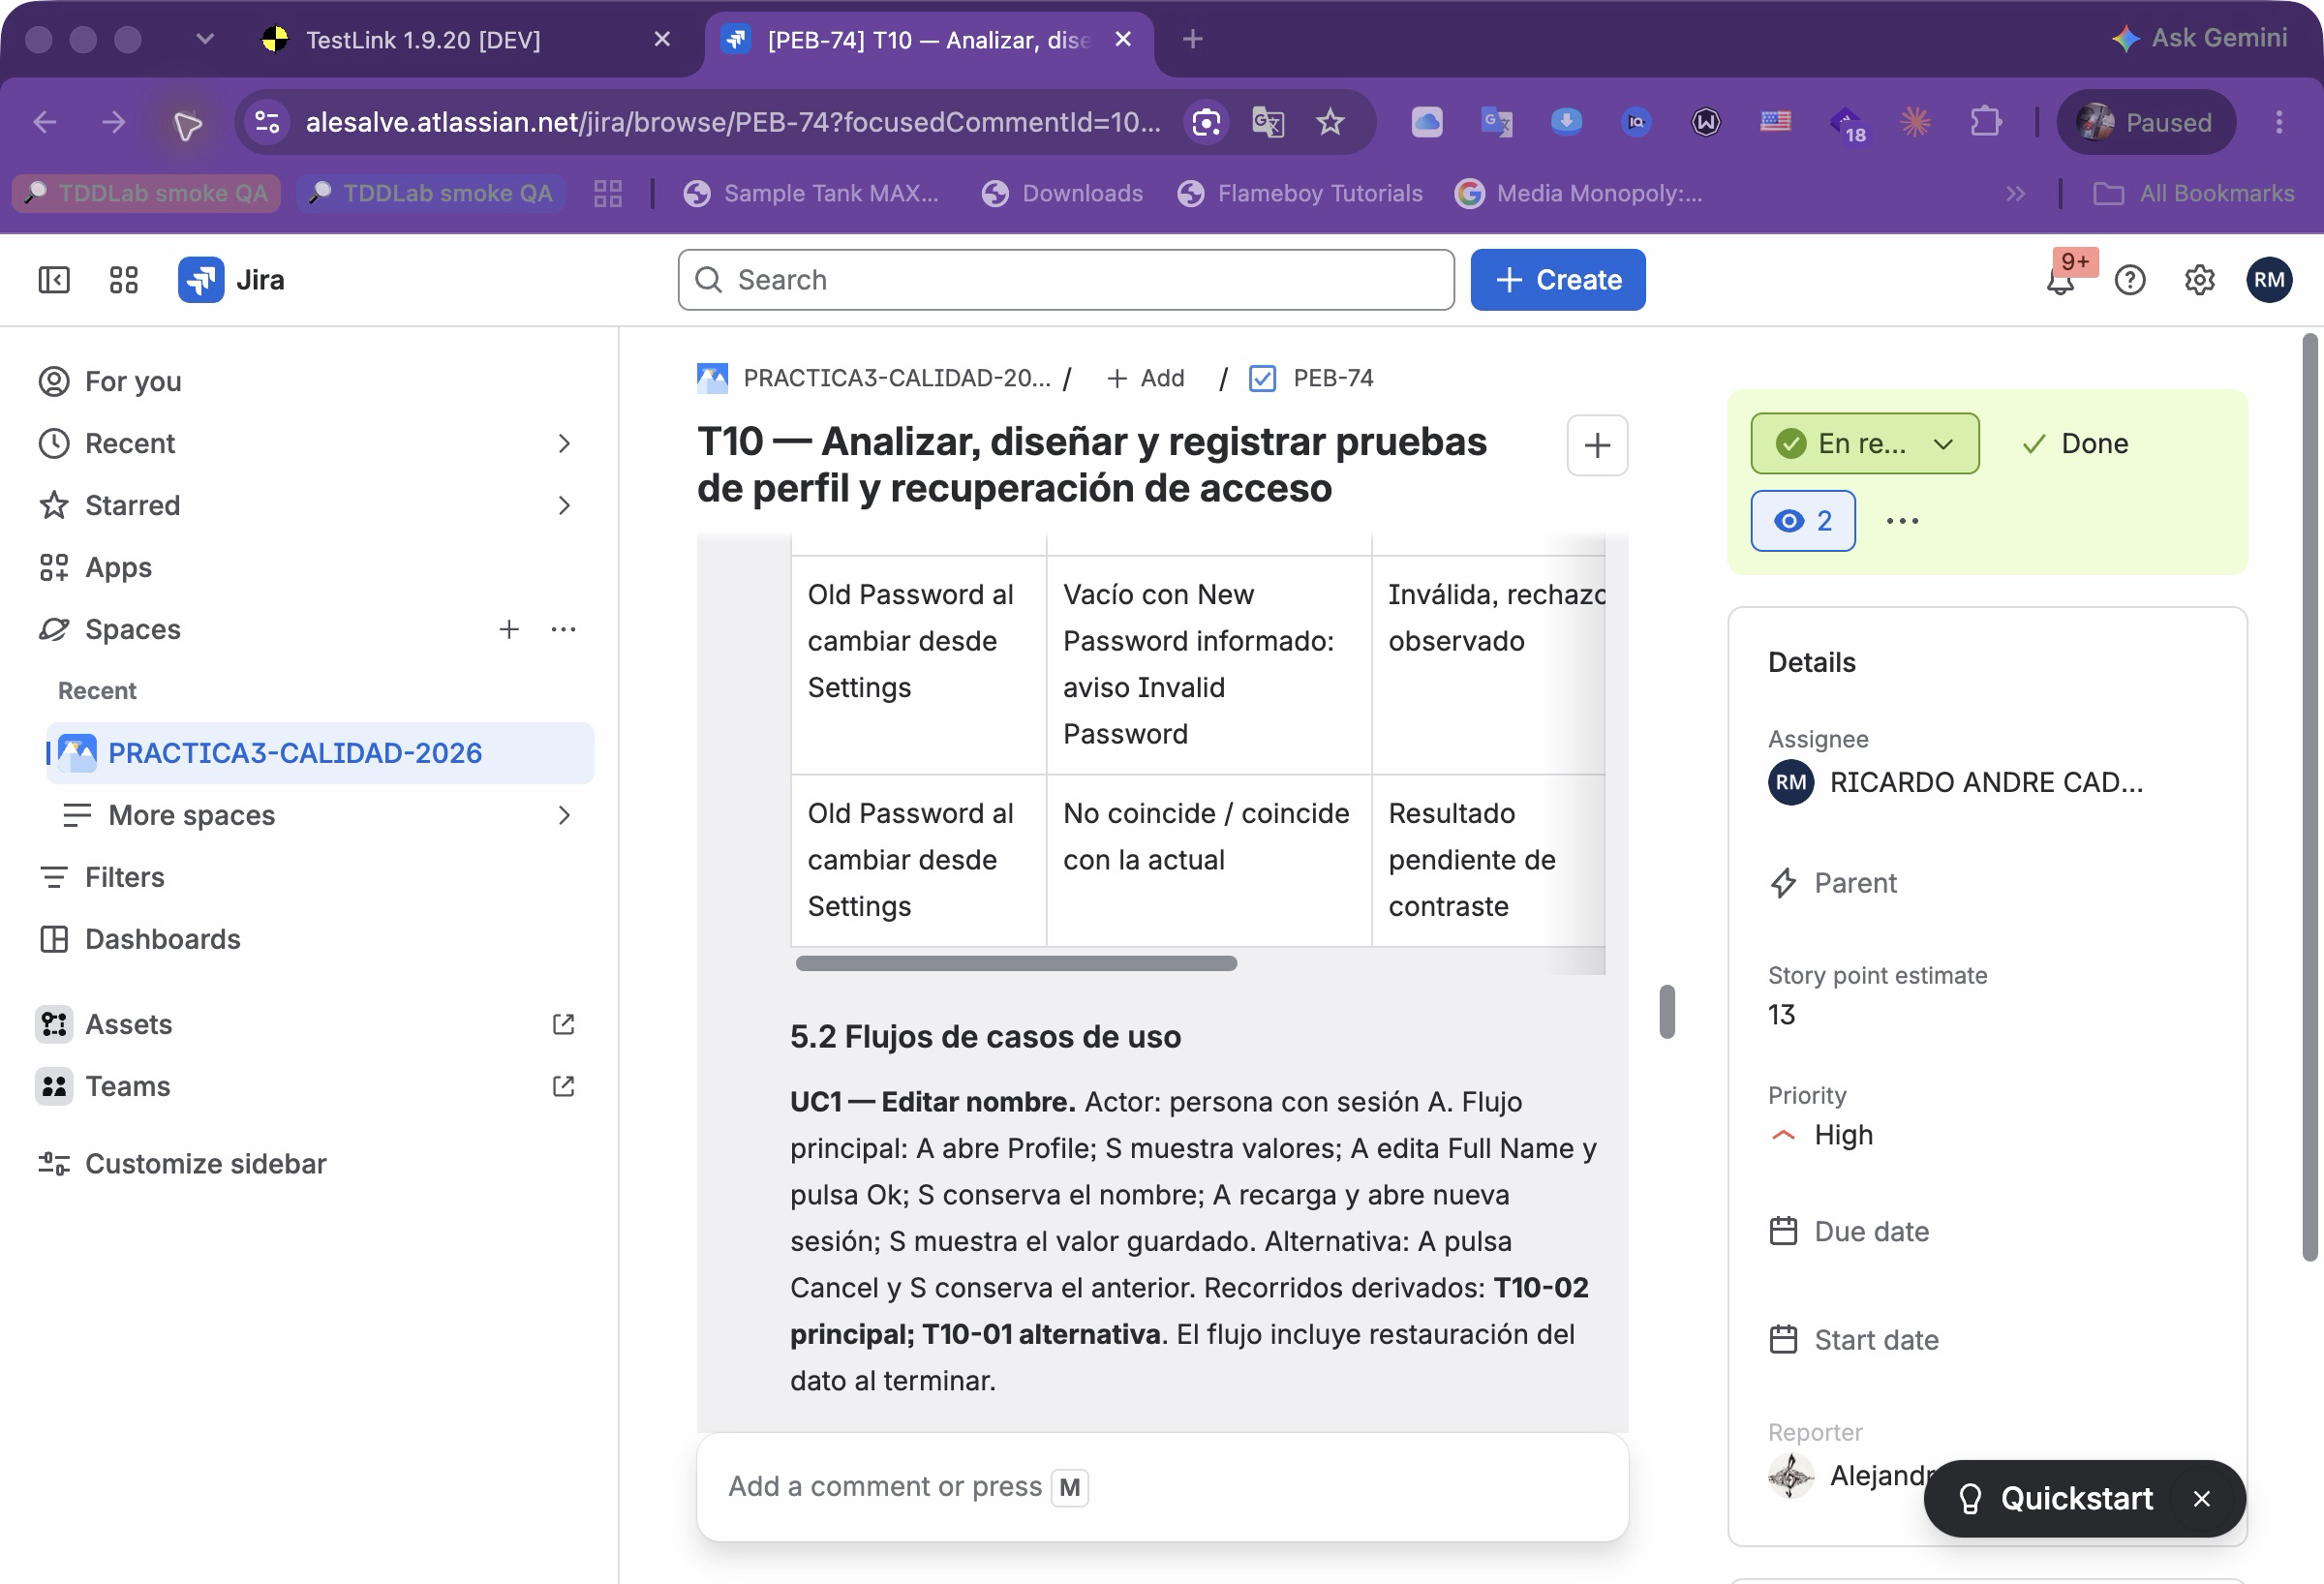 TestLink 1.9.20 [DEV]
[PEB-74] T10 — Analizar, dise
Ask Gemini
alesalve.atlassian.net/jira/browse/PEB-74?focusedCommentId=10...
18
Paused
TDDLab smoke QA
TDDLab smoke QA
Sample Tank MAX...
Downloads
Flameboy Tutorials
Media Monopoly:...
All Bookmarks
Jira
Search
Create
9+
RM
For you
Recent
Starred
Apps
Spaces
Recent
PRACTICA3-CALIDAD-2026
More spaces
Filters
Dashboards
Assets
Teams
Customize sidebar
PRACTICA3-CALIDAD-20... / + Add / PEB-74
T10 — Analizar, diseñar y registrar pruebas
de perfil y recuperación de acceso
Old Password al
cambiar desde
Settings
Vacío con New
Password informado:
aviso Invalid
Password
Inválida, rechazo
observado
Old Password al
cambiar desde
Settings
No coincide / coincide
con la actual
Resultado
pendiente de
contraste
5.2 Flujos de casos de uso
UC1 — Editar nombre. Actor: persona con sesión A. Flujo
principal: A abre Profile; S muestra valores; A edita Full Name y
pulsa Ok; S conserva el nombre; A recarga y abre nueva
sesión; S muestra el valor guardado. Alternativa: A pulsa
Cancel y S conserva el anterior. Recorridos derivados: T10-02
principal; T10-01 alternativa. El flujo incluye restauración del
dato al terminar.
Add a comment or press M
En re...
Done
2
Details
Assignee
RM RICARDO ANDRE CAD...
Parent
Story point estimate
13
Priority
High
Due date
Start date
Reporter
Alejandr
Quickstart